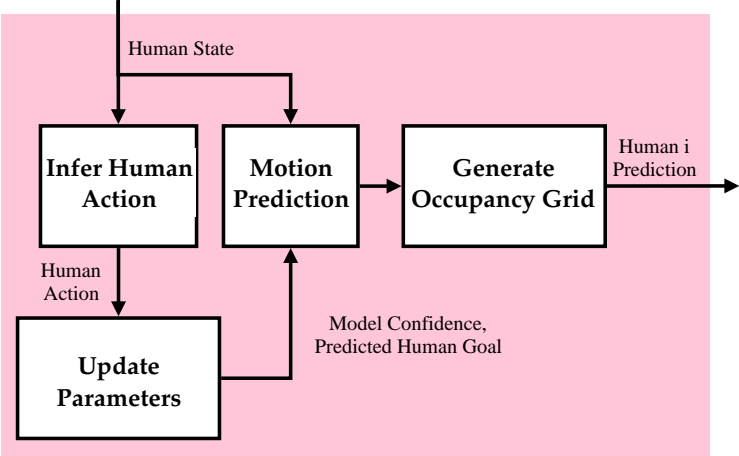 Human State
Infer Human
Action
Motion
Prediction
Generate
Occupancy Grid
Human i
Prediction
Human
Action
Model Confidence,
Predicted Human Goal
Update
Parameters